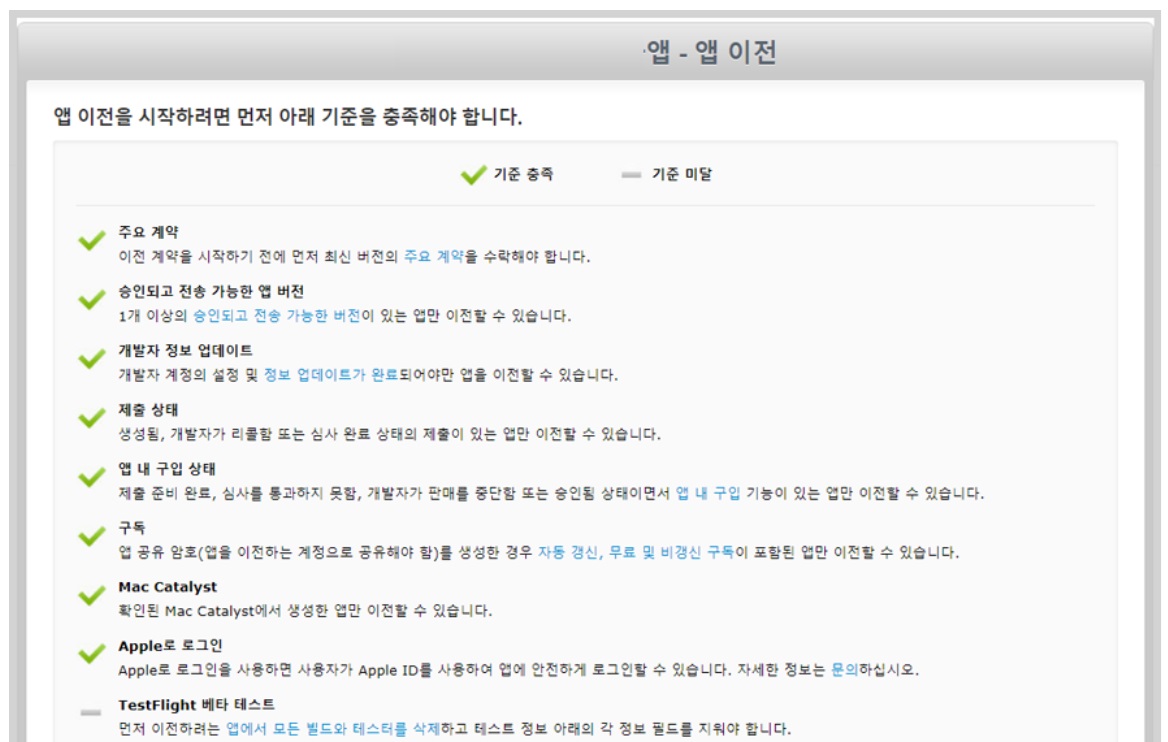 앱 - 앱 이전
앱 이전을 시작하려면 먼저 아래 기준을 충족해야 합니다.
기준 충족 기준 미달
주요 계약
이전 계약을 시작하기 전에 먼저 최신 버전의 주요 계약을 수락해야 합니다.
승인되고 전송 가능한 앱 버전
1개 이상의 승인되고 전송 가능한 버전이 있는 앱만 이전할 수 있습니다.
개발자 정보 업데이트
개발자 계정의 설정 및 정보 업데이트가 완료되어야만 앱을 이전할 수 있습니다.
제출 상태
생성됨, 개발자가 리콜함 또는 심사 완료 상태의 제출이 있는 앱만 이전할 수 있습니다.
앱 내 구입 상태
제출 준비 완료, 심사를 통과하지 못함, 개발자가 판매를 중단함 또는 승인됨 상태이면서 앱 내 구입 기능이 있는 앱만 이전할 수 있습니다.
구독
앱 공유 암호(앱을 이전하는 계정으로 공유해야 함)를 생성한 경우 자동 갱신, 무료 및 비갱신 구독이 포함된 앱만 이전할 수 있습니다.
Mac Catalyst
확인된 Mac Catalyst에서 생성한 앱만 이전할 수 있습니다.
Apple로 로그인
Apple로 로그인을 사용하면 사용자가 Apple ID를 사용하여 앱에 안전하게 로그인할 수 있습니다. 자세한 정보는 문의하십시오.
TestFlight 베타 테스트
먼저 이전하려는 앱에서 모든 빌드와 테스터를 삭제하고 테스트 정보 아래의 각 정보 필드를 지워야 합니다.